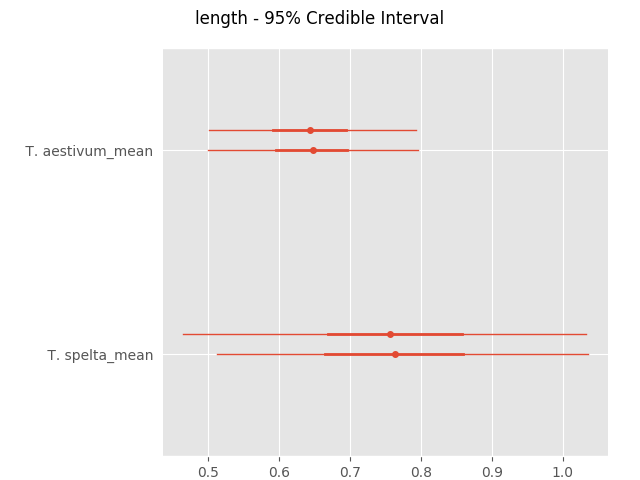 length - 95% Credible Interval
T. aestivum_mean
T. spelta_mean
0.5 0.6 0.7 0.8 0.9 1.0